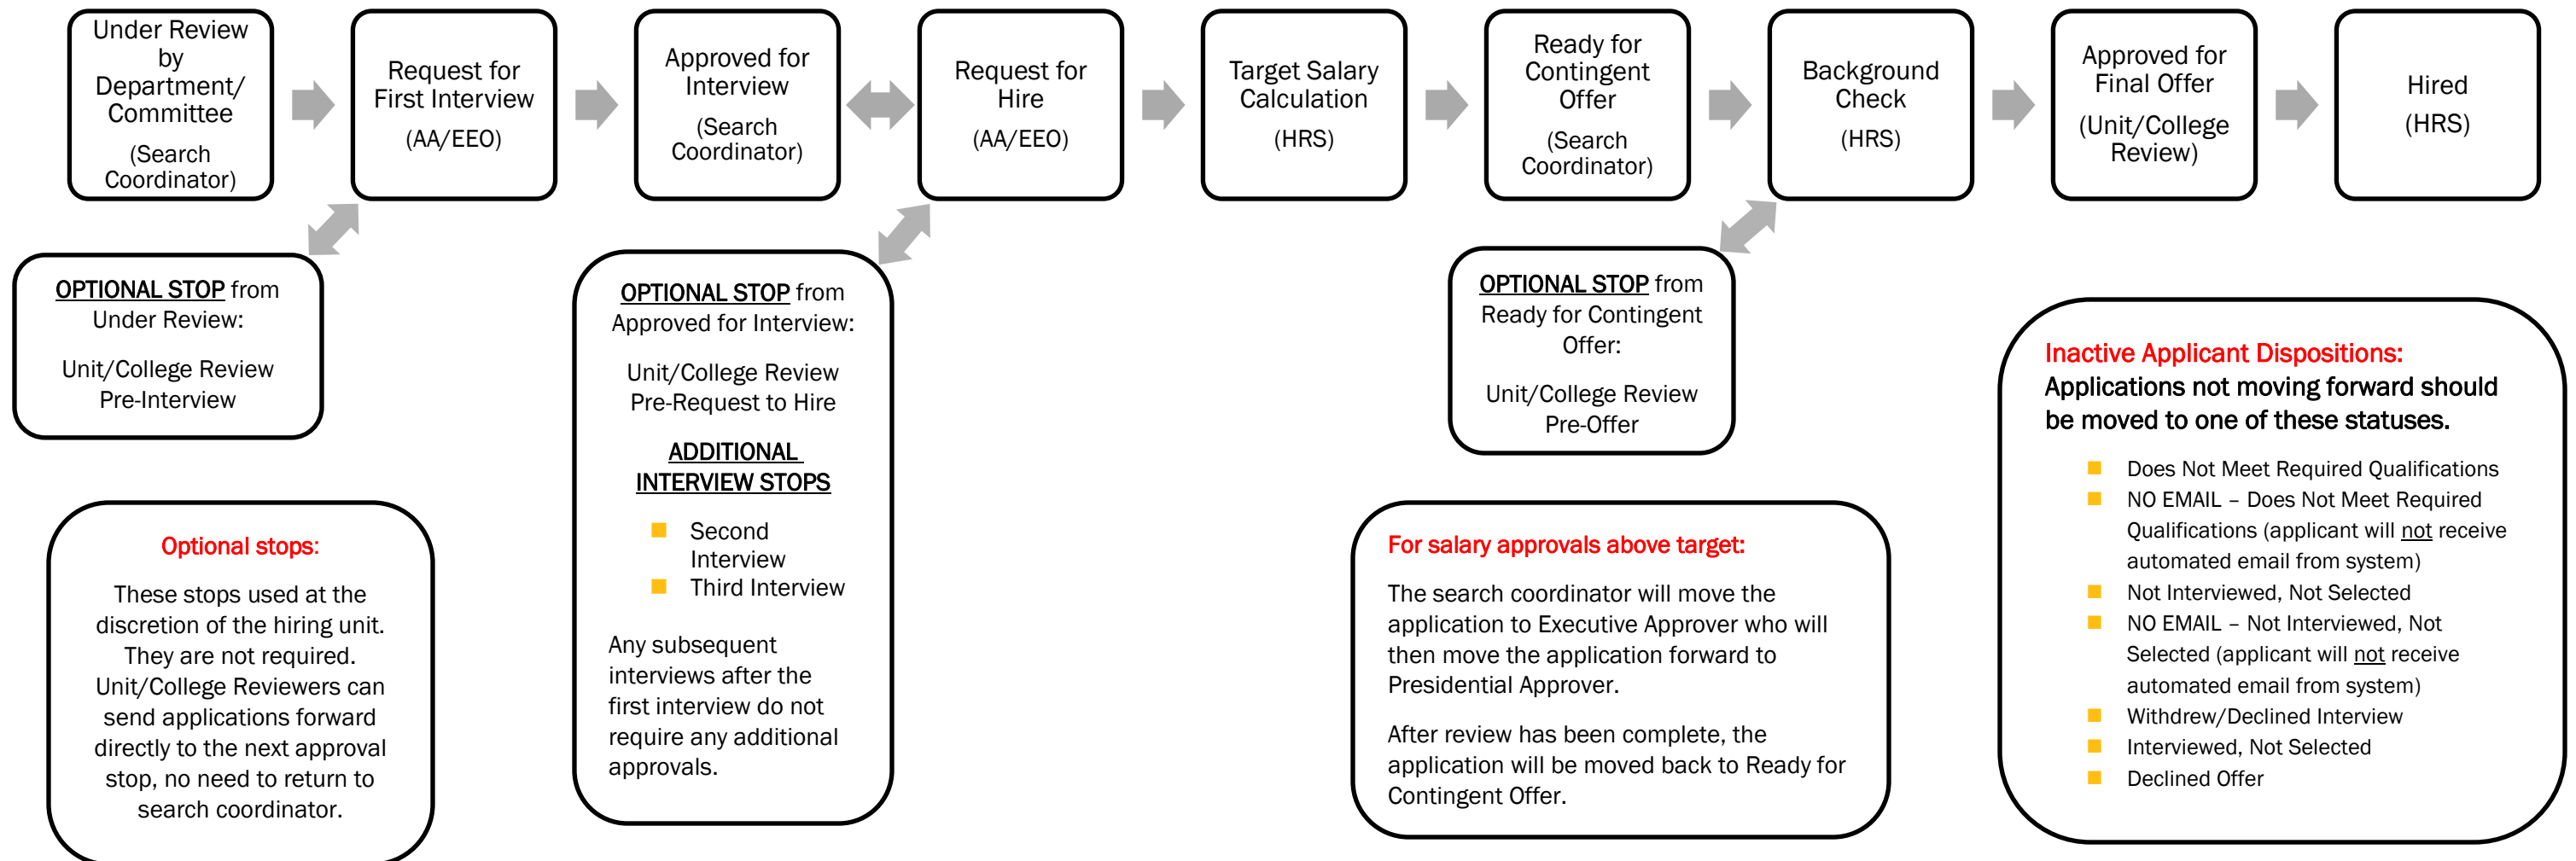 Under Review
by
Department/
Committee
(Search
Coordinator)
Request for
First Interview
(AA/EEO)
Approved for
Interview
(Search
Coordinator)
Request for
Hire
(AA/EEO)
Target Salary
Calculation
(HRS)
Ready for
Contingent
Offer
(Search
Coordinator)
Background
Check
(HRS)
Approved for
Final Offer
(Unit/College
Review)
Hired
(HRS)
OPTIONAL STOP from
Under Review:
Unit/College Review
Pre-Interview
OPTIONAL STOP from
Approved for Interview:
Unit/College Review
Pre-Request to Hire
ADDITIONAL
INTERVIEW STOPS
Second
Interview
Third Interview
Any subsequent
interviews after the
first interview do not
require any additional
approvals.
OPTIONAL STOP from
Ready for Contingent
Offer:
Unit/College Review
Pre-Offer
Optional stops:
These stops used at the
discretion of the hiring unit.
They are not required.
Unit/College Reviewers can
send applications forward
directly to the next approval
stop, no need to return to
search coordinator.
For salary approvals above target:
The search coordinator will move the
application to Executive Approver who will
then move the application forward to
Presidential Approver.
After review has been complete, the
application will be moved back to Ready for
Contingent Offer.
Inactive Applicant Dispositions:
Applications not moving forward should
be moved to one of these statuses.
Does Not Meet Required Qualifications
NO EMAIL – Does Not Meet Required
Qualifications (applicant will not receive
automated email from system)
Not Interviewed, Not Selected
NO EMAIL – Not Interviewed, Not
Selected (applicant will not receive
automated email from system)
Withdrew/Declined Interview
Interviewed, Not Selected
Declined Offer